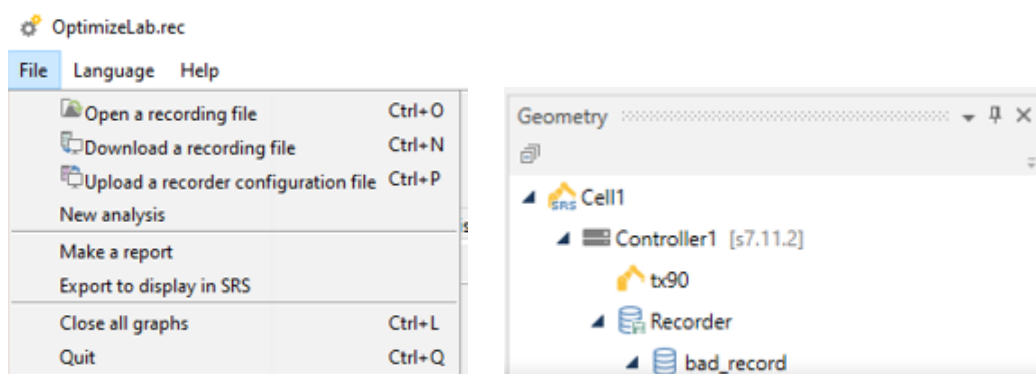 OptimizeLab.rec
File Language Help
Open a recording file Ctrl+O
Download a recording file Ctrl+N
Upload a recorder configuration file Ctrl+P
New analysis
Make a report
Export to display in SRS
Close all graphs Ctrl+L
Quit Ctrl+Q
Geometry
SRS Cell1
Controller1 [s7.11.2]
tx90
Recorder
bad_record